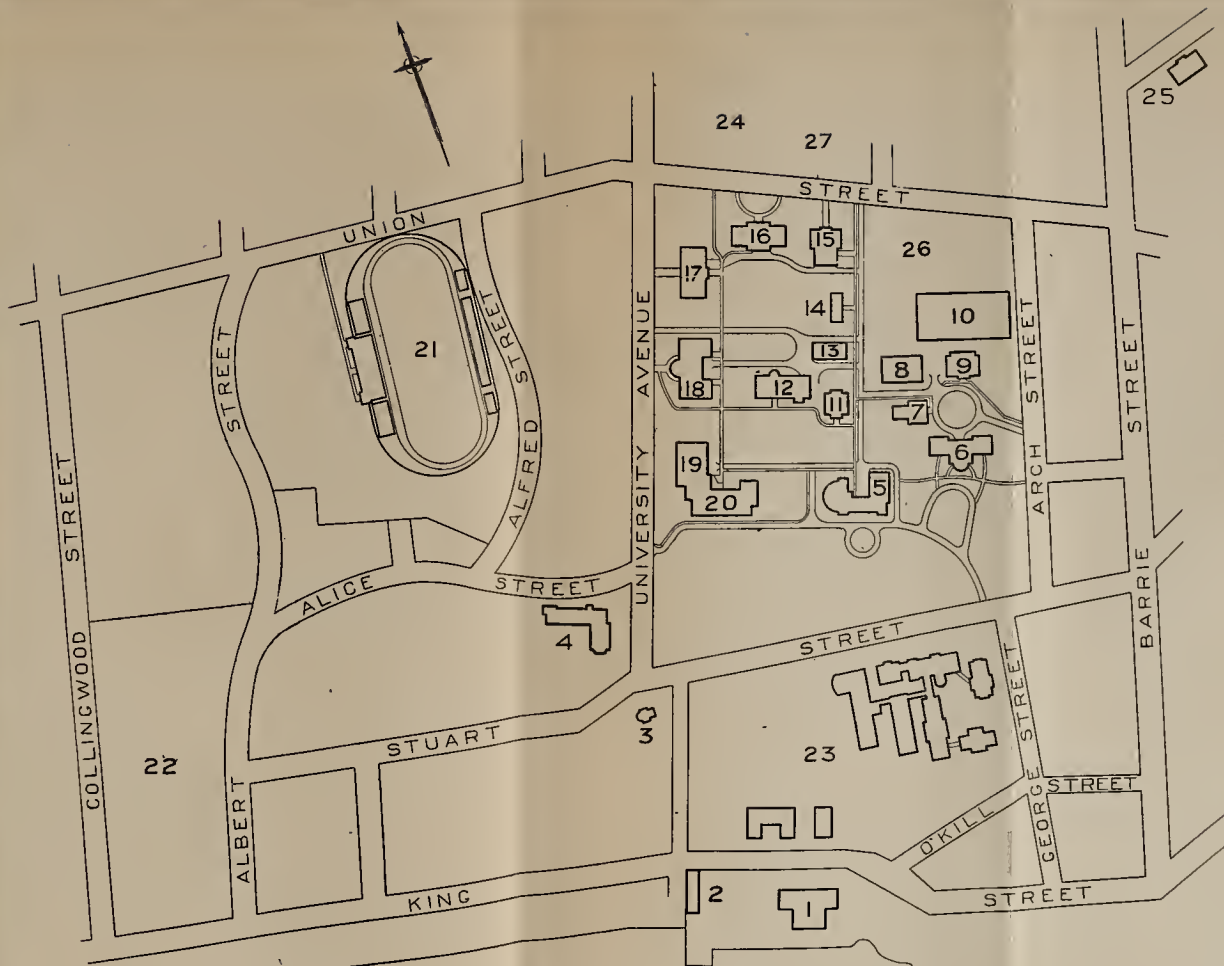 25
24
27
STREET
UNION
16
15
26
17
14
10
STREET
21
ALFRED STREET
UNIVERSITY AVENUE
13
ARCH STREET
BARRIE STREET
18
12
8
9
11
7
6
19
20
5
COLLINGWOOD STREET
ALICE STREET
4
STREET
3
STUART
22
23
ALBERT
GEORGE STREET
O'KILL STREET
2
1
KING
STREET